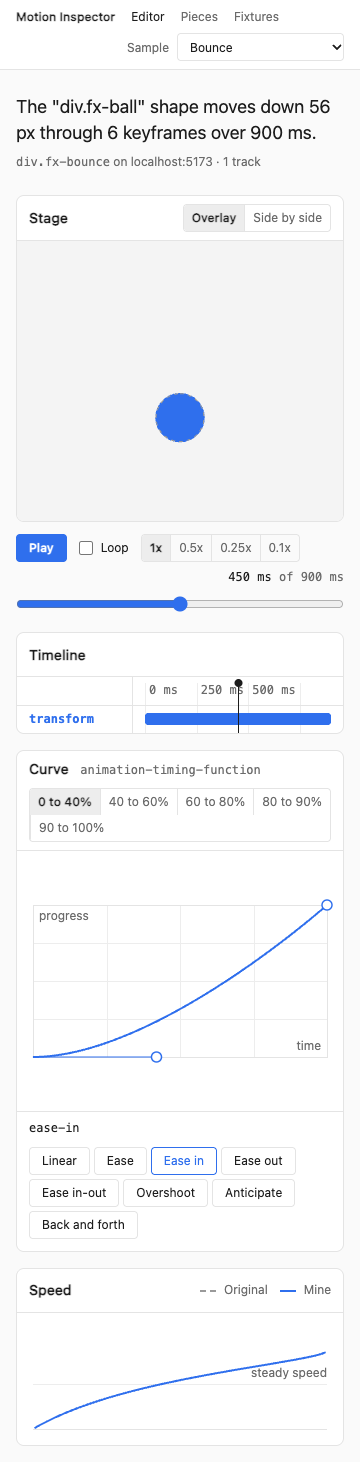 Motion Inspector Editor Pieces Fixtures
Sample Bounce
The "div.fx-ball" shape moves down 56
px through 6 keyframes over 900 ms.
div.fx-bounce on localhost:5173 · 1 track
Stage Overlay Side by side
Play Loop 1x 0.5x 0.25x 0.1x
450 ms of 900 ms
Timeline
0 ms 250 ms 500 ms
transform
Curve animation-timing-function
0 to 40% 40 to 60% 60 to 80% 80 to 90%
90 to 100%
progress
time
ease-in
Linear Ease Ease in Ease out
Ease in-out Overshoot Anticipate
Back and forth
Speed Original Mine
steady speed